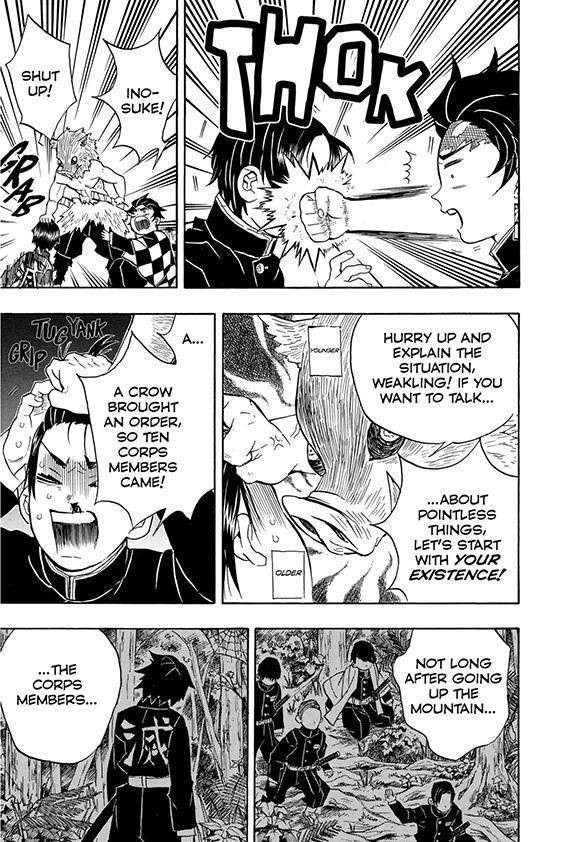 THOK
INO-
SUKE!
SHUT
UP!
GRAB
HURRY UP AND
EXPLAIN THE
SITUATION,
WEAKLING! IF YOU
WANT TO TALK...
YOUNGER
...ABOUT
POINTLESS
THINGS,
LET'S START
WITH YOUR
EXISTENCE!
OLDER
A...
TUG YANK
GRIP
A CROW
BROUGHT
AN ORDER,
SO TEN
CORPS
MEMBERS
CAME!
NOT LONG
AFTER GOING
UP THE
MOUNTAIN...
...THE
CORPS
MEMBERS...
滅